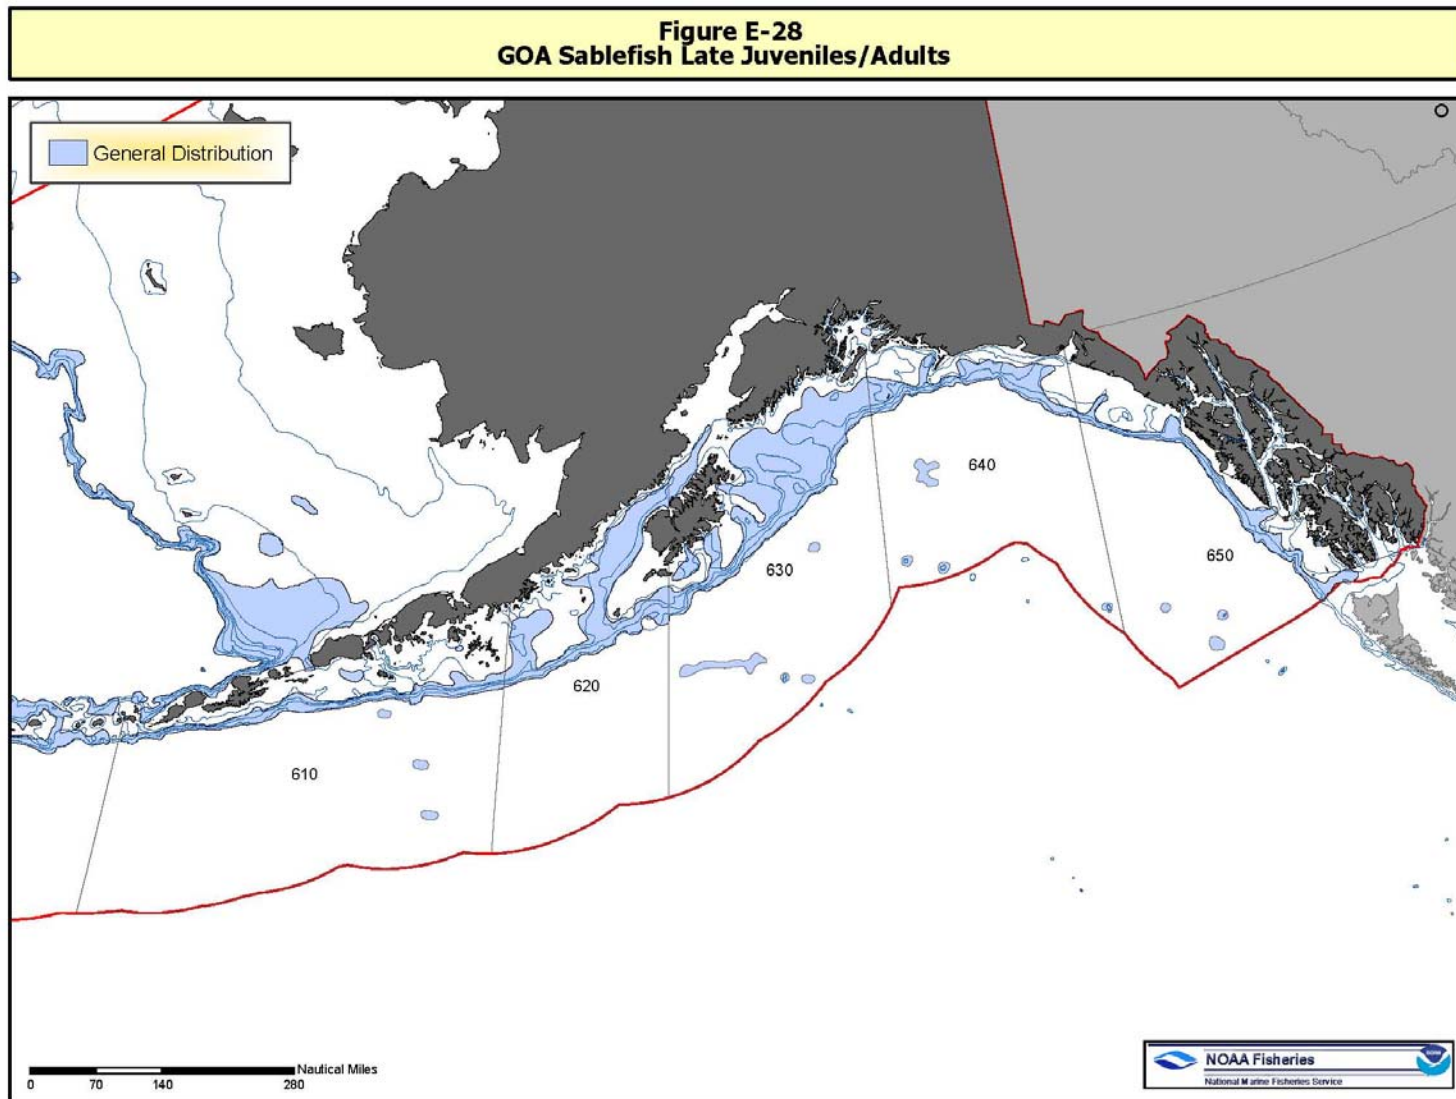 Figure E-28
GOA Sablefish Late Juveniles/Adults
General Distribution
640
650
630
620
610
Nautical Miles
0 70 140 280
NOAA Fisheries
National Marine Fisheries Service